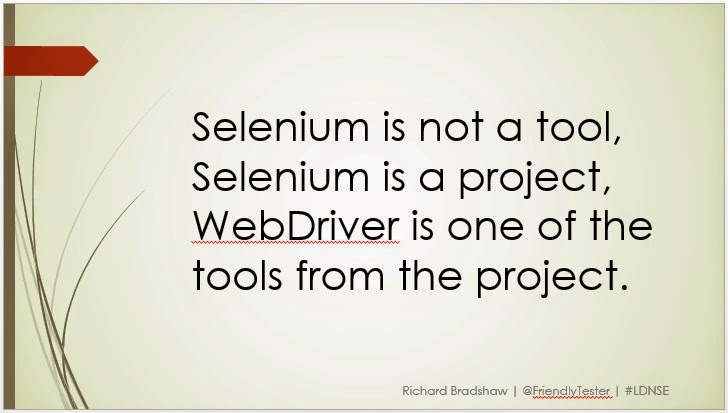 Selenium is not a tool,
Selenium is a project,
WebDriver is one of the
tools from the project.
Richard Bradshaw | @FriendlyTester | #LDNSE